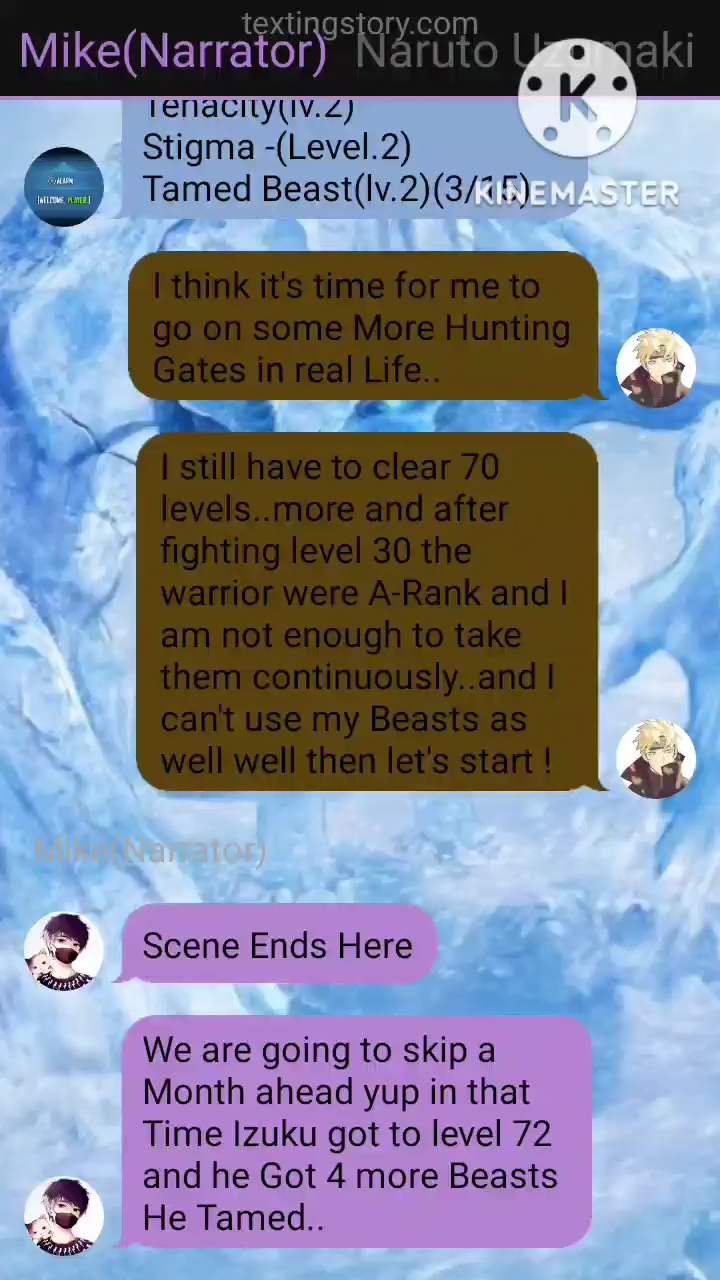 textingstory.com
Mike(Narrator) Naruto Uzumaki
K
KINEMASTER
Tenacity(lv.2)
Stigma -(Level.2)
Tamed Beast(lv.2)(3/15)
ALARM
[WELCOME, PLAYER.]
I think it's time for me to
go on some More Hunting
Gates in real Life..
I still have to clear 70
levels..more and after
fighting level 30 the
warrior were A-Rank and I
am not enough to take
them continuously..and I
can't use my Beasts as
well well then let's start !
Mike(Narrator)
Scene Ends Here
We are going to skip a
Month ahead yup in that
Time Izuku got to level 72
and he Got 4 more Beasts
He Tamed..